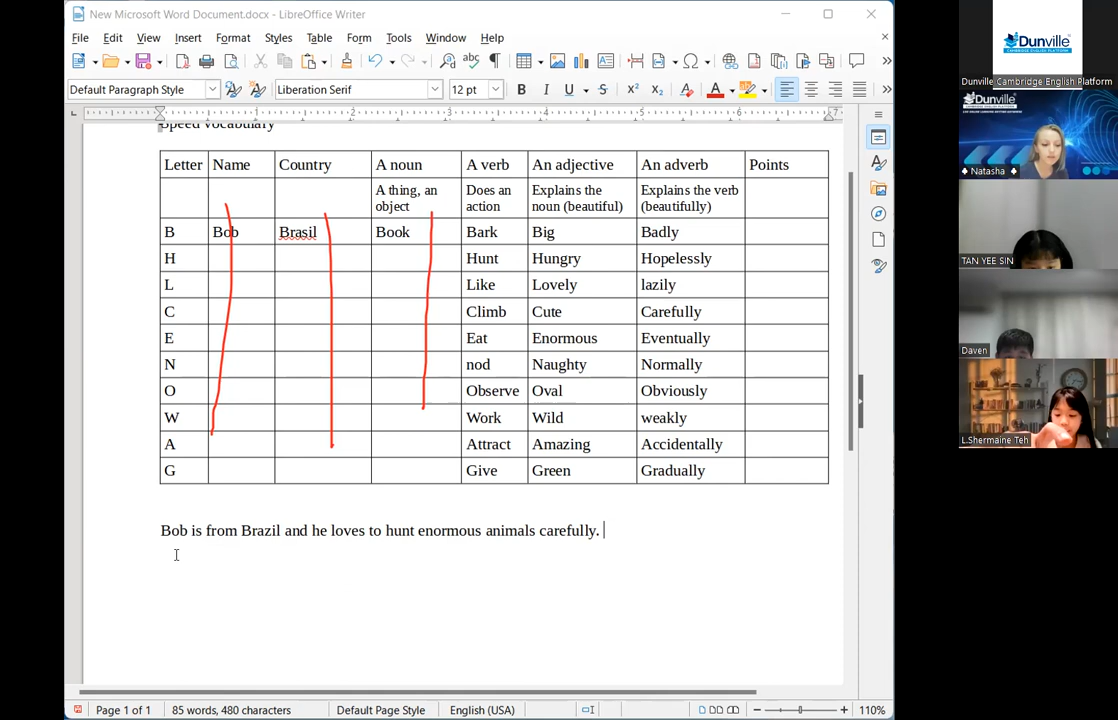 New Microsoft Word Document.docx - LibreOffice Writer
File Edit View Insert Format Styles Table Form Tools Window Help
Default Paragraph Style Liberation Serif 12 pt
Speed vocabulary
Letter Name Country A noun A verb An adjective An adverb Points
A thing, an object Does an action Explains the noun (beautiful) Explains the verb (beautifully)
B Bob Brasil Book Bark Big Badly
H Hunt Hungry Hopelessly
L Like Lovely lazily
C Climb Cute Carefully
E Eat Enormous Eventually
N nod Naughty Normally
O Observe Oval Obviously
W Work Wild weakly
A Attract Amazing Accidentally
G Give Green Gradually
Bob is from Brazil and he loves to hunt enormous animals carefully.
Page 1 of 1 85 words, 480 characters Default Page Style English (USA) 110%
Dunville
CAMBRIDGE ENGLISH PLATFORM
Dunville Cambridge English Platform
Dunville
Natasha
TAN YEE SIN
Daven
L.Shermaine Teh